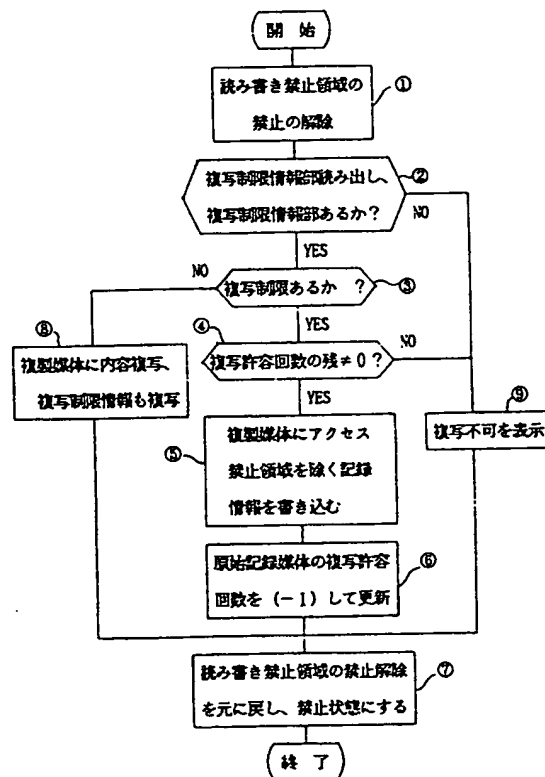 開 始
読み書き禁止領域の
禁止の解除
①
複写制限情報部読み出し、
複写制限情報部あるか?
②
NO
YES
NO
複写制限あるか ?
③
YES
④
複写許容回数の残≠0?
NO
⑧
複製媒体に内容複写、
複写制限情報も複写
YES
⑨
複写不可を表示
複製媒体にアクセス
禁止領域を除く記録
情報を書き込む
⑤
原始記録媒体の複写許容
回数を (-1) して更新
⑥
読み書き禁止領域の禁止解除
を元に戻し、禁止状態にする
⑦
終 了